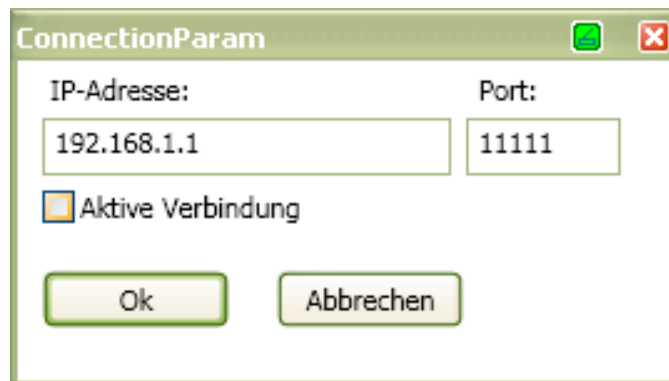 ConnectionParam
IP-Adresse: Port:
192.168.1.1 11111
Aktive Verbindung
Ok Abbrechen